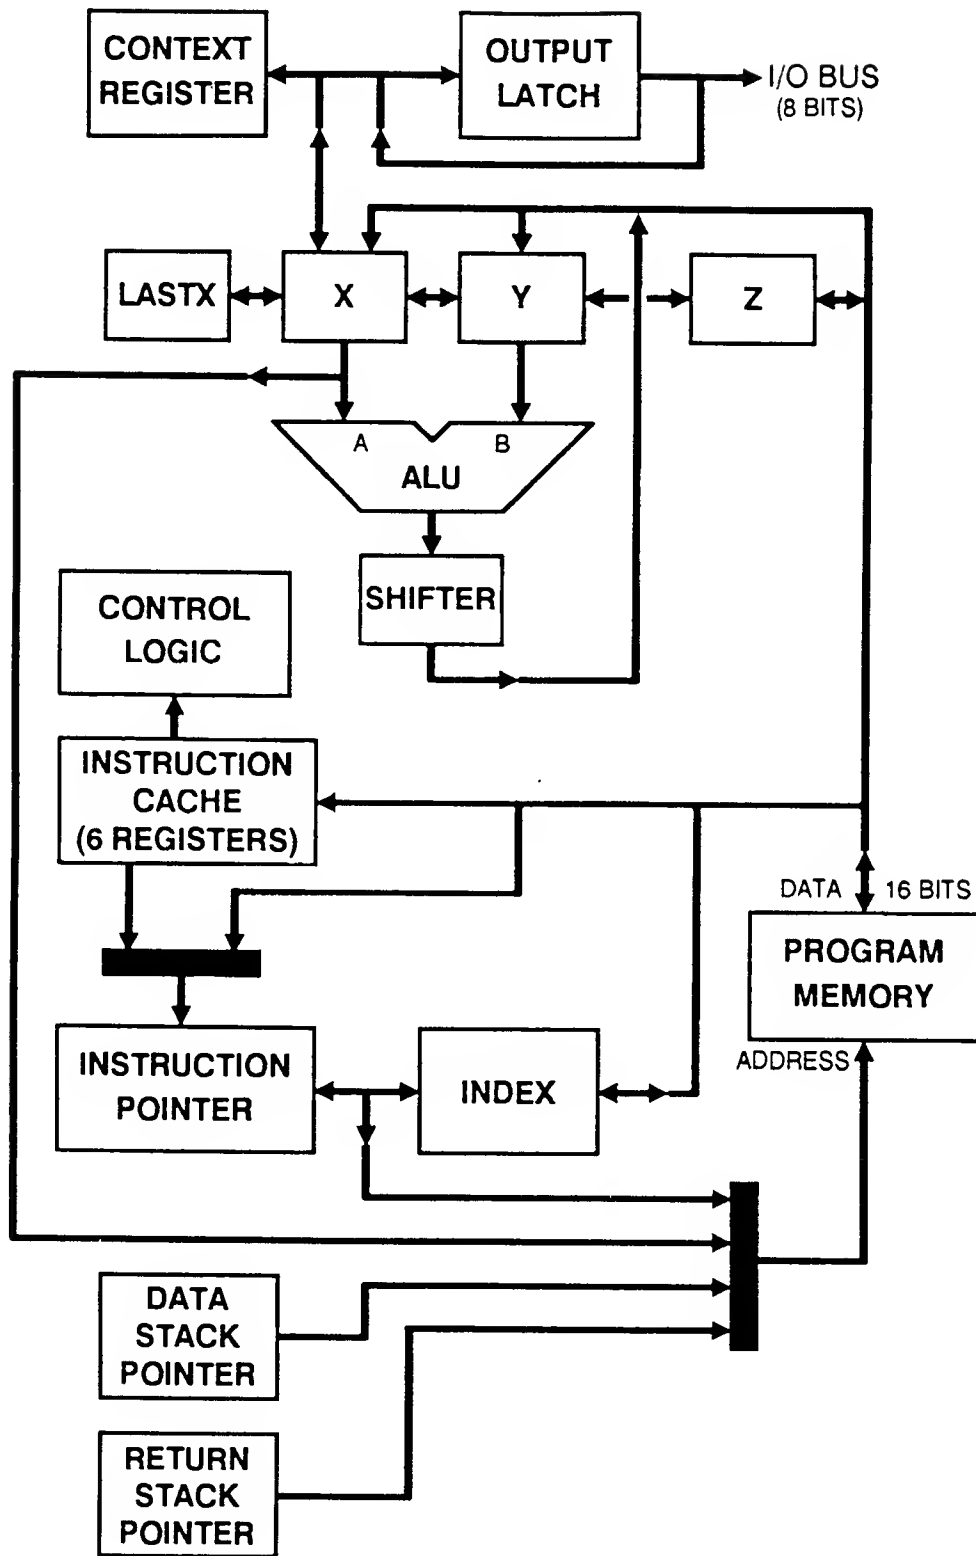 CONTEXT
REGISTER
OUTPUT
LATCH
I/O BUS
(8 BITS)
LASTX
X
Y
Z
A
B
ALU
SHIFTER
CONTROL
LOGIC
INSTRUCTION
CACHE
(6 REGISTERS)
DATA
16 BITS
PROGRAM
MEMORY
ADDRESS
INSTRUCTION
POINTER
INDEX
DATA
STACK
POINTER
RETURN
STACK
POINTER